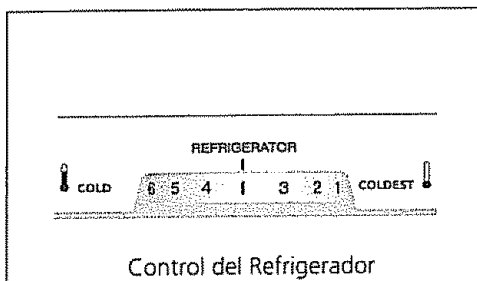 REFRIGERATOR
COLD 6 5 4 3 2 1 COLDEST
Control del Refrigerador